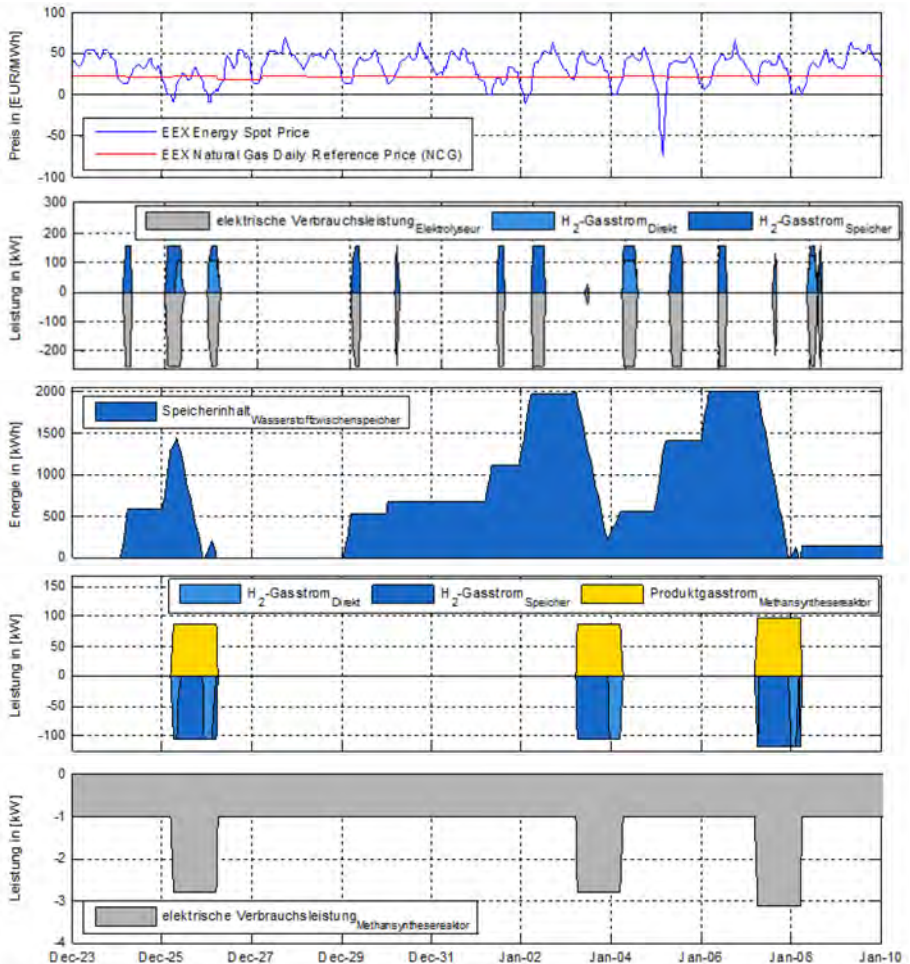 100
50
0
-50
-100
Preis in [EUR/MWh]
EEX Energy Spot Price
EEX Natural Gas Daily Reference Price (NCG)
300
200
100
0
-100
-200
Leistung in [kW]
elektrische Verbrauchsleistung Elektrolyseur H2-Gasstrom Direkt H2-Gasstrom Speicher
2000
1500
1000
500
0
Energie in [kWh]
Speicherinhalt Wasserstoffzwischenspeicher
150
100
50
0
-50
-100
Leistung in [kW]
H2-Gasstrom Direkt H2-Gasstrom Speicher Produktgasstrom Methansynthesereaktor
0
-1
-2
-3
-4
Leistung in [kW]
elektrische Verbrauchsleistung Methansynthesereaktor
Dec-23 Dec-25 Dec-27 Dec-29 Dec-31 Jan-02 Jan-04 Jan-06 Jan-08 Jan-10